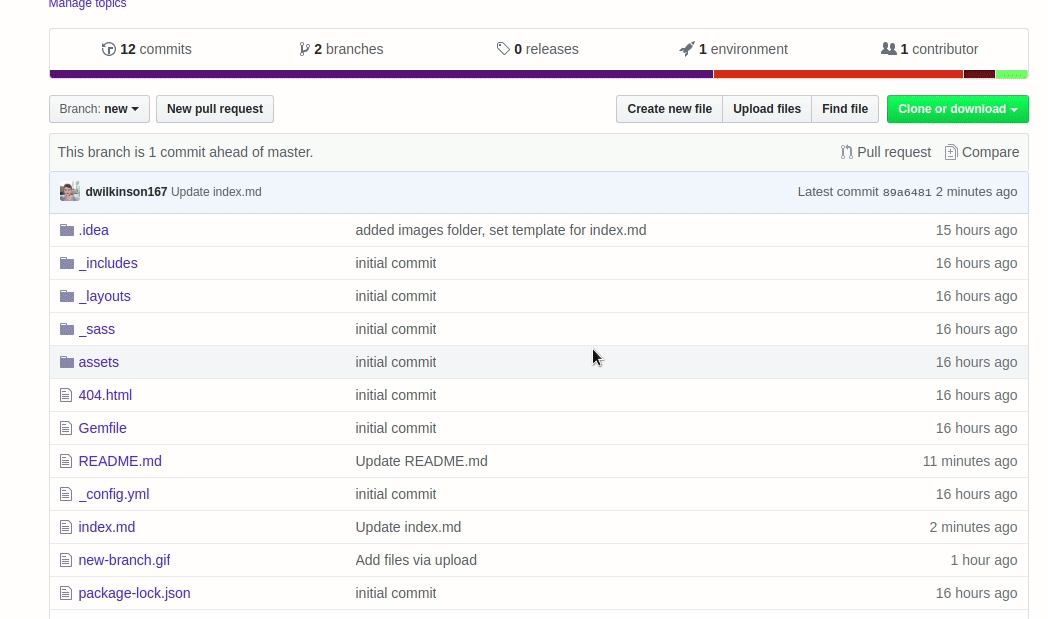 Manage topics
12 commits 2 branches 0 releases 1 environment 1 contributor
Branch: new New pull request Create new file Upload files Find file Clone or download
This branch is 1 commit ahead of master. Pull request Compare
dwilkinson167 Update index.md Latest commit 89a6481 2 minutes ago
.idea added images folder, set template for index.md 15 hours ago
_includes initial commit 16 hours ago
_layouts initial commit 16 hours ago
_sass initial commit 16 hours ago
assets initial commit 16 hours ago
404.html initial commit 16 hours ago
Gemfile initial commit 16 hours ago
README.md Update README.md 11 minutes ago
_config.yml initial commit 16 hours ago
index.md Update index.md 2 minutes ago
new-branch.gif Add files via upload 1 hour ago
package-lock.json initial commit 16 hours ago